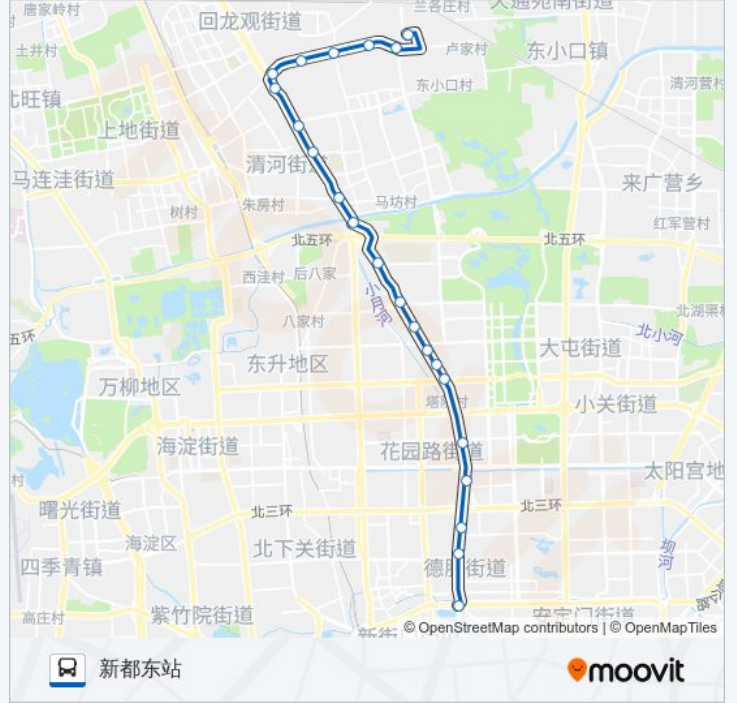 唐家岭村
回龙观街道
兰各庄村
天通苑南街道
土井村
卢家村
东小口镇
北旺镇
东小口村
清河营村
上地街道
马连洼街道
清河街道
来广营乡
树村
朱房村
马坊村
红军营村
北五环
北五环
西洼村
后八家
小月河
北湖渠村
五环
八家村
北小河
大屯街道
东升地区
万柳地区
小关街道
海淀街道
花园路街道
太阳宫地
村
曙光街道
北三环
北三环
海淀区
北下关街道
德胜街道
坝河
四季青镇
高庄村
紫竹院街道
安定门街道
新街
© OpenStreetMap contributors | © OpenMapTiles
新都东站
moovit